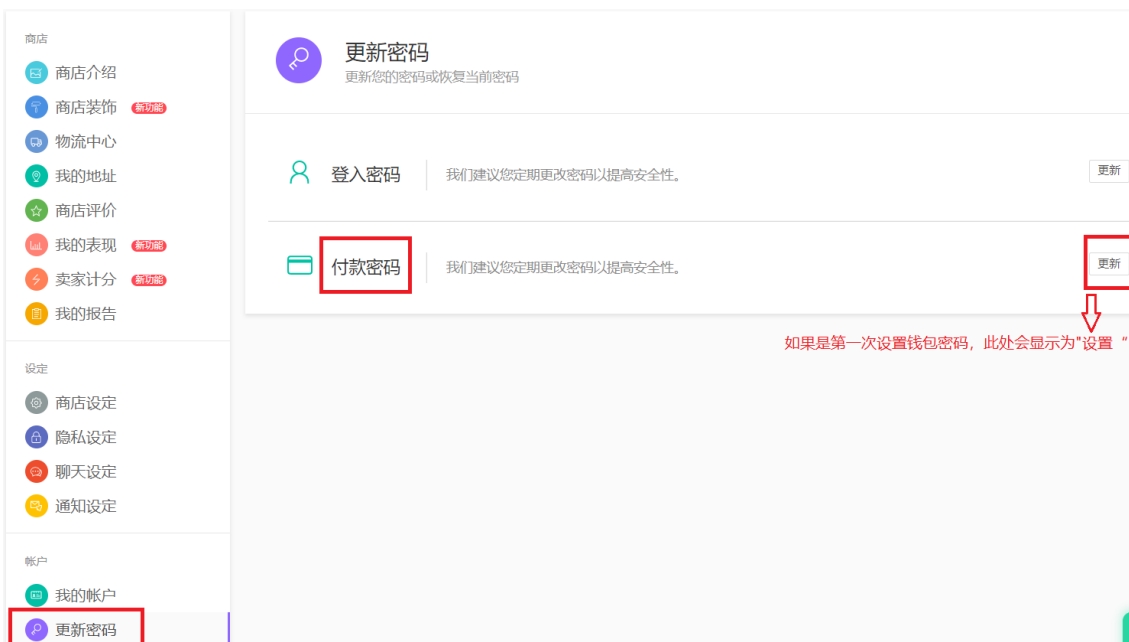 商店
商店介绍
商店装饰 新功能
物流中心
我的地址
商店评价
我的表现 新功能
卖家计分 新功能
我的报告
设定
商店设定
隐私设定
聊天设定
通知设定
帐户
我的帐户
更新密码
更新密码
更新您的密码或恢复当前密码
登入密码 我们建议您定期更改密码以提高安全性。 更新
付款密码 我们建议您定期更改密码以提高安全性。 更新
如果是第一次设置钱包密码，此处会显示为"设置“